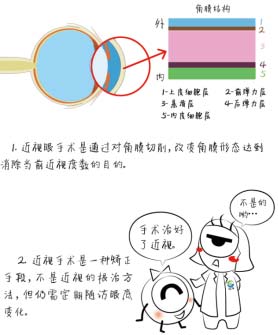 角膜结构
外
1
2
3
4
内
5
1-上皮细胞层 2-前弹力层
3-基质层 4-后弹力层
5-内皮细胞层
1. 近视眼手术是通过对角膜切削，改变角膜形态达到
消除当前近视度数的目的。
不是的
哟…
手术治好
了近视。
2. 近视手术是一种矫正
手段，不是近视的根治方
法，但仍需定期随访眼底
变化。